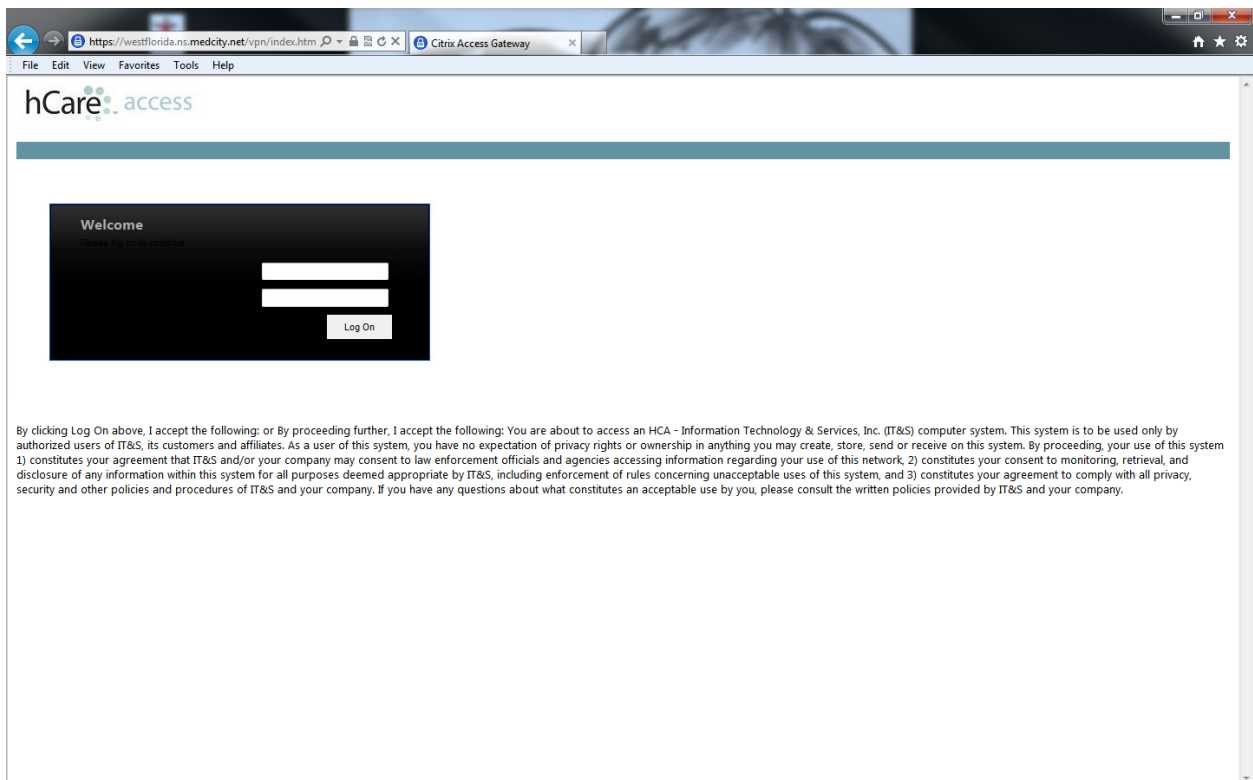 https://westflorida.ns.medcity.net/vpn/index.htm
Citrix Access Gateway
File Edit View Favorites Tools Help
hCare access
Welcome
Please log on to continue.
Log On
By clicking Log On above, I accept the following: or By proceeding further, I accept the following: You are about to access an HCA - Information Technology & Services, Inc. (IT&S) computer system. This system is to be used only by
authorized users of IT&S, its customers and affiliates. As a user of this system, you have no expectation of privacy rights or ownership in anything you may create, store, send or receive on this system. By proceeding, your use of this system
1) constitutes your agreement that IT&S and/or your company may consent to law enforcement officials and agencies accessing information regarding your use of this network, 2) constitutes your consent to monitoring, retrieval, and
disclosure of any information within this system for all purposes deemed appropriate by IT&S, including enforcement of rules concerning unacceptable uses of this system, and 3) constitutes your agreement to comply with all privacy,
security and other policies and procedures of IT&S and your company. If you have any questions about what constitutes an acceptable use by you, please consult the written policies provided by IT&S and your company.